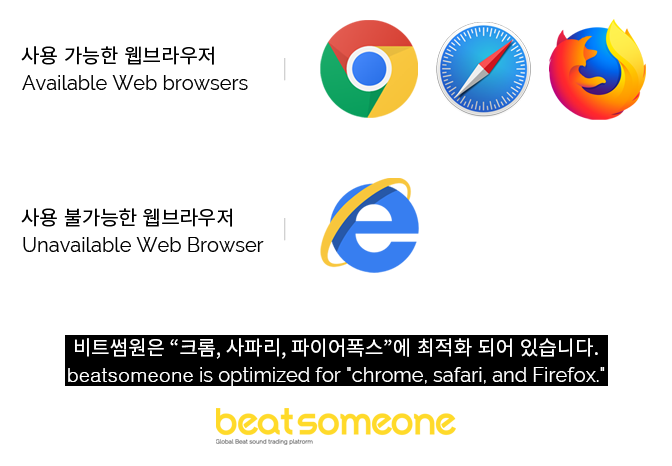 사용 가능한 웹브라우저
Available Web browsers
사용 불가능한 웹브라우저
Unavailable Web Browser
비트썸원은 “크롬, 사파리, 파이어폭스”에 최적화 되어 있습니다.
beatsomeone is optimized for "chrome, safari, and Firefox."
beatsomeone
Global Beat sound trading platrorm